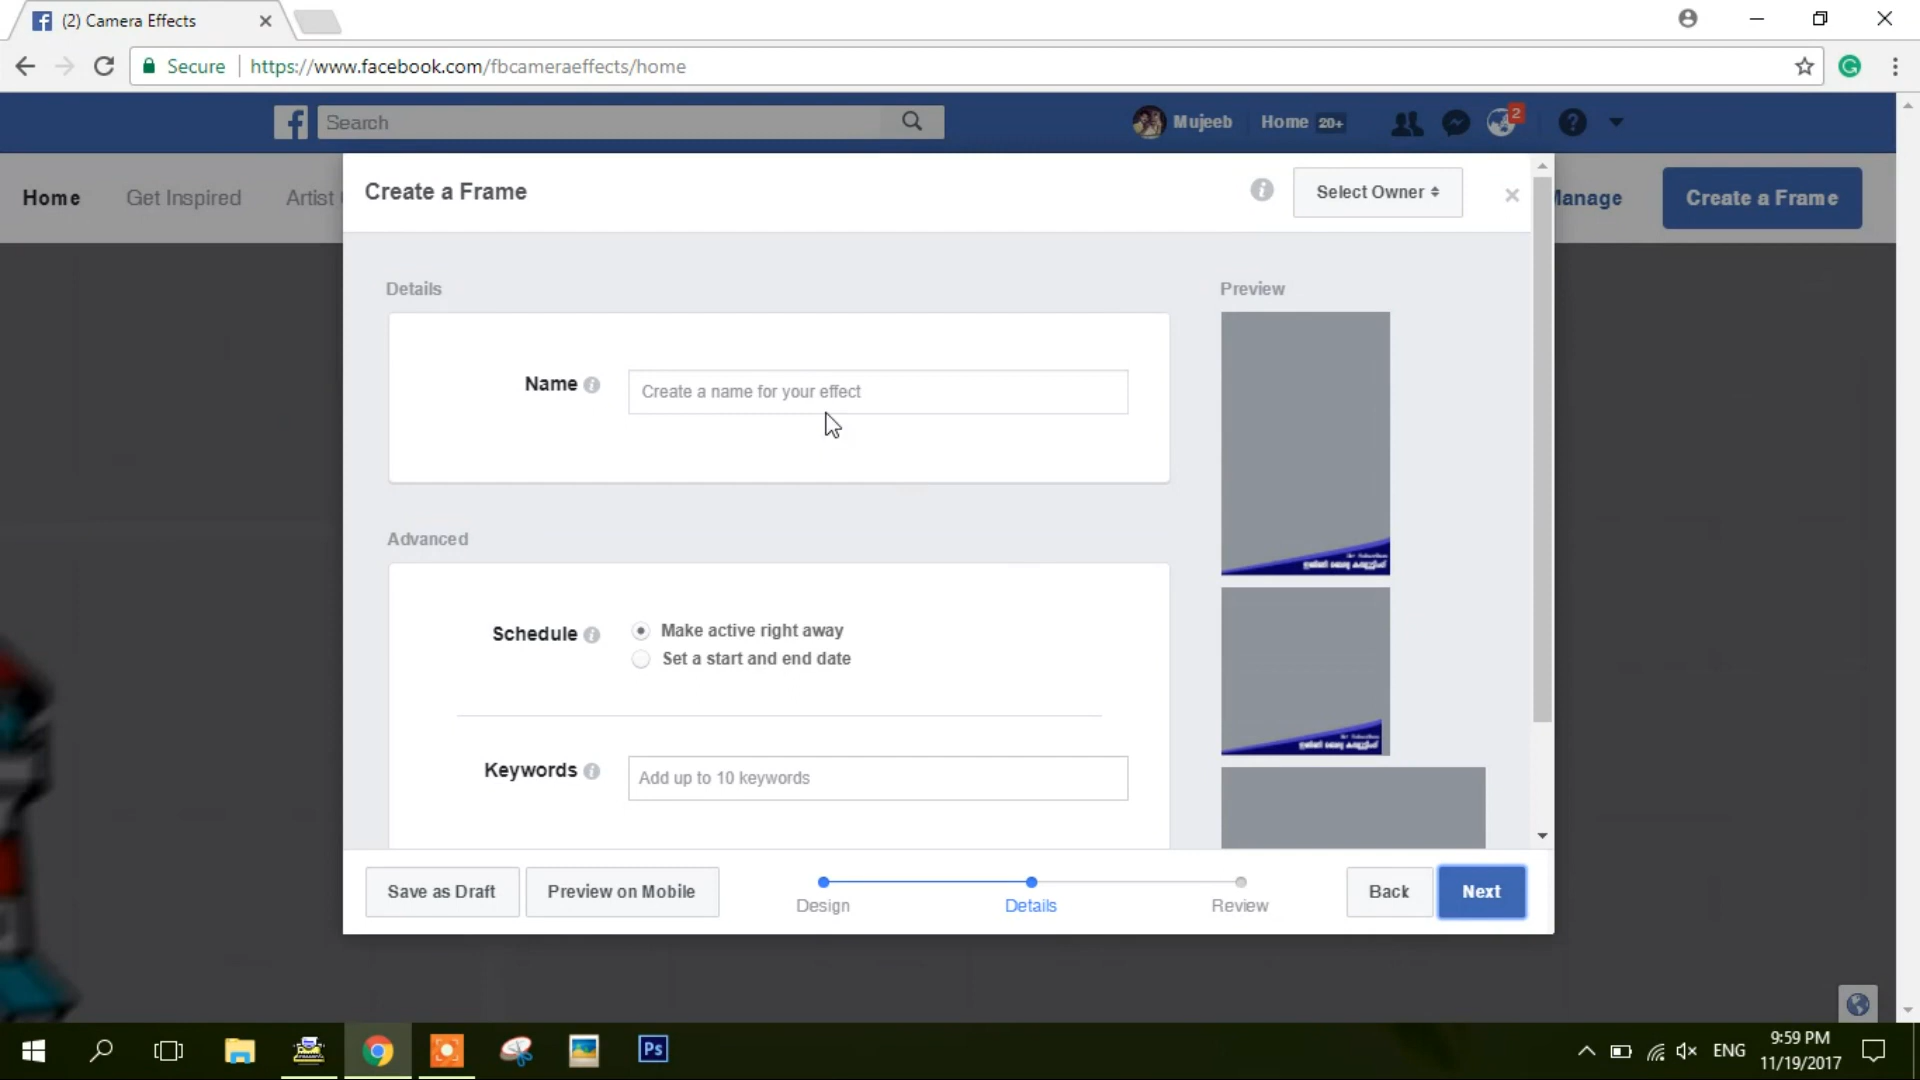 (2) Camera Effects
Secure
https://www.facebook.com/fbcameraeffects/home
Search
Mujeeb
Home 20+
2
Home
Get Inspired
Artist
Manage
Create a Frame
Create a Frame
Select Owner
Details
Preview
Name
Create a name for your effect
Advanced
Schedule
Make active right away
Set a start and end date
Keywords
Add up to 10 keywords
Save as Draft
Preview on Mobile
Design
Details
Review
Back
Next
Ps
ENG
9:59 PM
11/19/2017